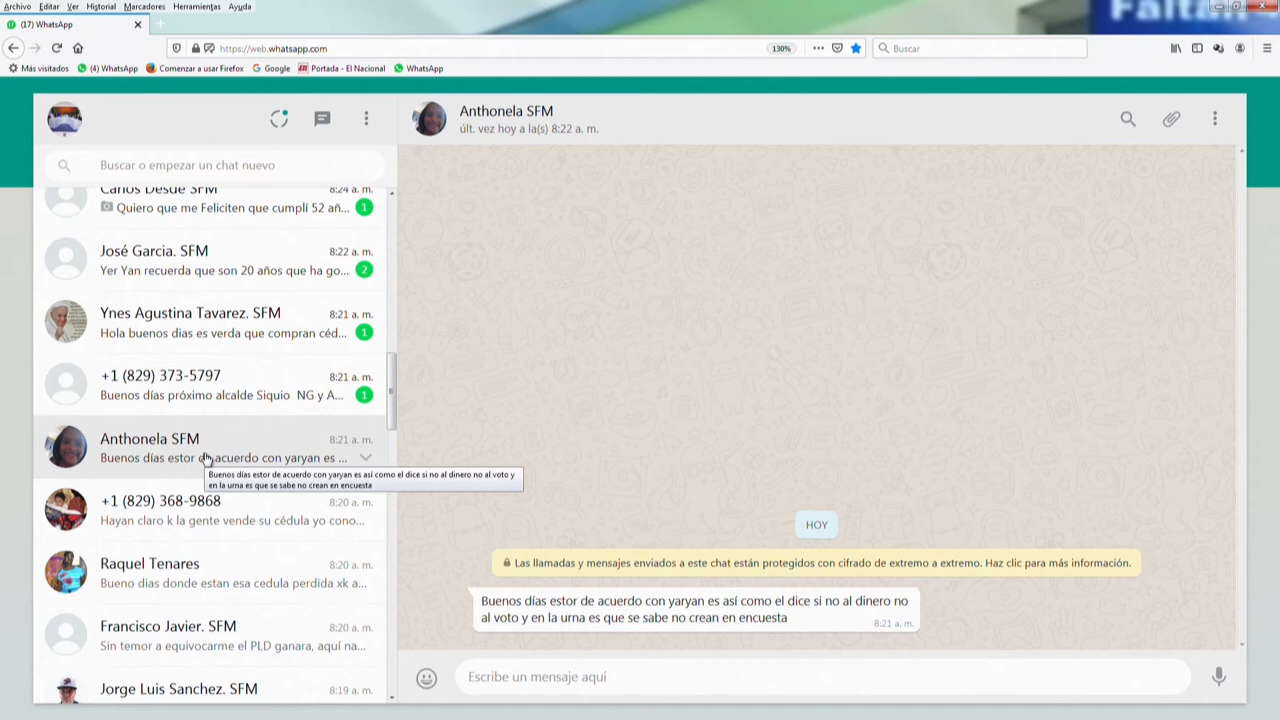 Faltan
Archivo Editar Ver Historial Marcadores Herramientas Ayuda
(17) WhatsApp
https://web.whatsapp.com
130%
Buscar
Más visitados (4) WhatsApp Comenzar a usar Firefox Google Portada - El Nacional WhatsApp
Buscar o empezar un chat nuevo
Carlos Desde SFM 8:24 a. m.
Quiero que me Feliciten que cumplí 52 añ... 1
José Garcia. SFM 8:22 a. m.
Yer Yan recuerda que son 20 años que ha go... 2
Ynes Agustina Tavarez. SFM 8:21 a. m.
Hola buenos dias es verda que compran céd... 1
+1 (829) 373-5797 8:21 a. m.
Buenos días próximo alcalde Siquio NG y A... 1
Anthonela SFM 8:21 a. m.
Buenos días estor de acuerdo con yaryan es ...
Buenos días estor de acuerdo con yaryan es así como el dice si no al dinero no al voto y
en la urna es que se sabe no crean en encuesta
+1 (829) 368-9868 8:20 a. m.
Hayan claro k la gente vende su cédula yo cono...
Raquel Tenares 8:20 a. m.
Bueno dias donde estan esa cedula perdida xk a...
Francisco Javier. SFM 8:20 a. m.
Sin temor a equivocarme el PLD ganara, aquí na...
Jorge Luis Sanchez. SFM 8:19 a. m.
Anthonela SFM
últ. vez hoy a la(s) 8:22 a. m.
HOY
Las llamadas y mensajes enviados a este chat están protegidos con cifrado de extremo a extremo. Haz clic para más información.
Buenos días estor de acuerdo con yaryan es así como el dice si no al dinero no
al voto y en la urna es que se sabe no crean en encuesta
8:21 a. m.
Escribe un mensaje aquí